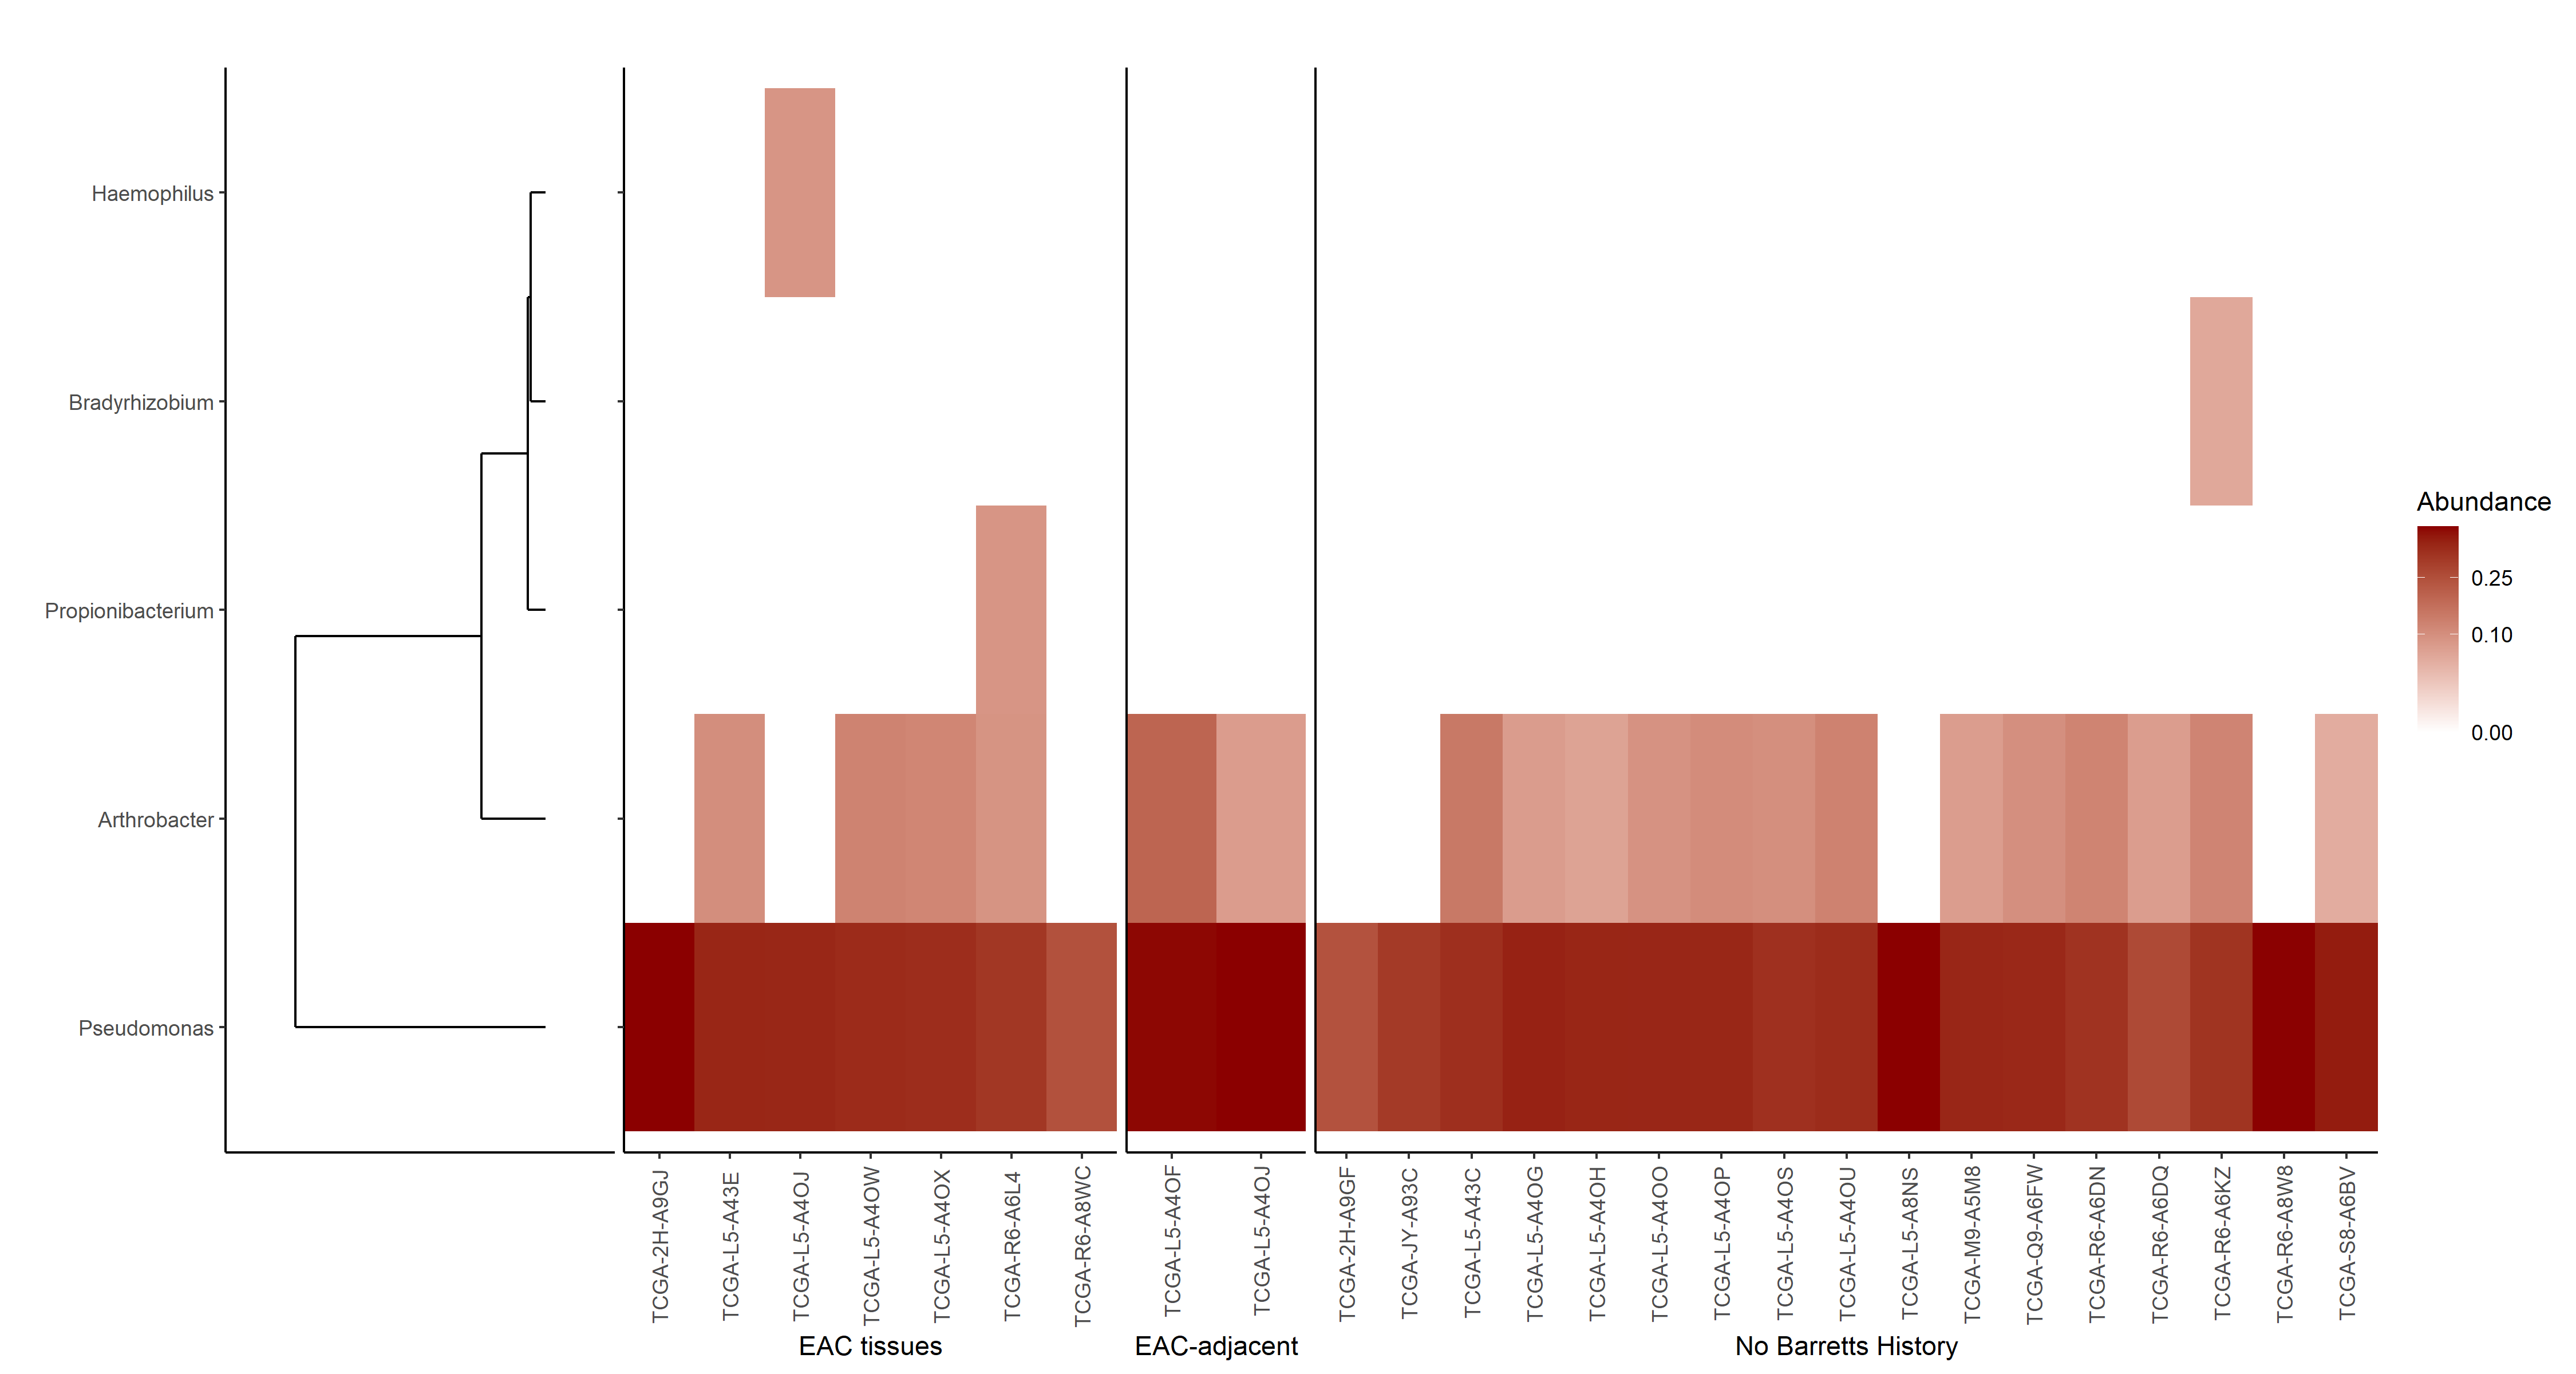 Haemophilus
Bradyrhizobium
Propionibacterium
Arthrobacter
Pseudomonas
TCGA-2H-A9GJ
TCGA-L5-A43E
TCGA-L5-A4OJ
TCGA-L5-A4OW
TCGA-L5-A4OX
TCGA-R6-A6L4
TCGA-R6-A8WC
EAC tissues
TCGA-L5-A4OF
TCGA-L5-A4OJ
EAC-adjacent
TCGA-2H-A9GF
TCGA-JY-A93C
TCGA-L5-A43C
TCGA-L5-A4OG
TCGA-L5-A4OH
TCGA-L5-A4OO
TCGA-L5-A4OP
TCGA-L5-A4OS
TCGA-L5-A4OU
TCGA-L5-A8NS
TCGA-M9-A5M8
TCGA-Q9-A6FW
TCGA-R6-A6DN
TCGA-R6-A6DQ
TCGA-R6-A6KZ
TCGA-R6-A8W8
TCGA-S8-A6BV
No Barretts History
Abundance
0.25
0.10
0.00